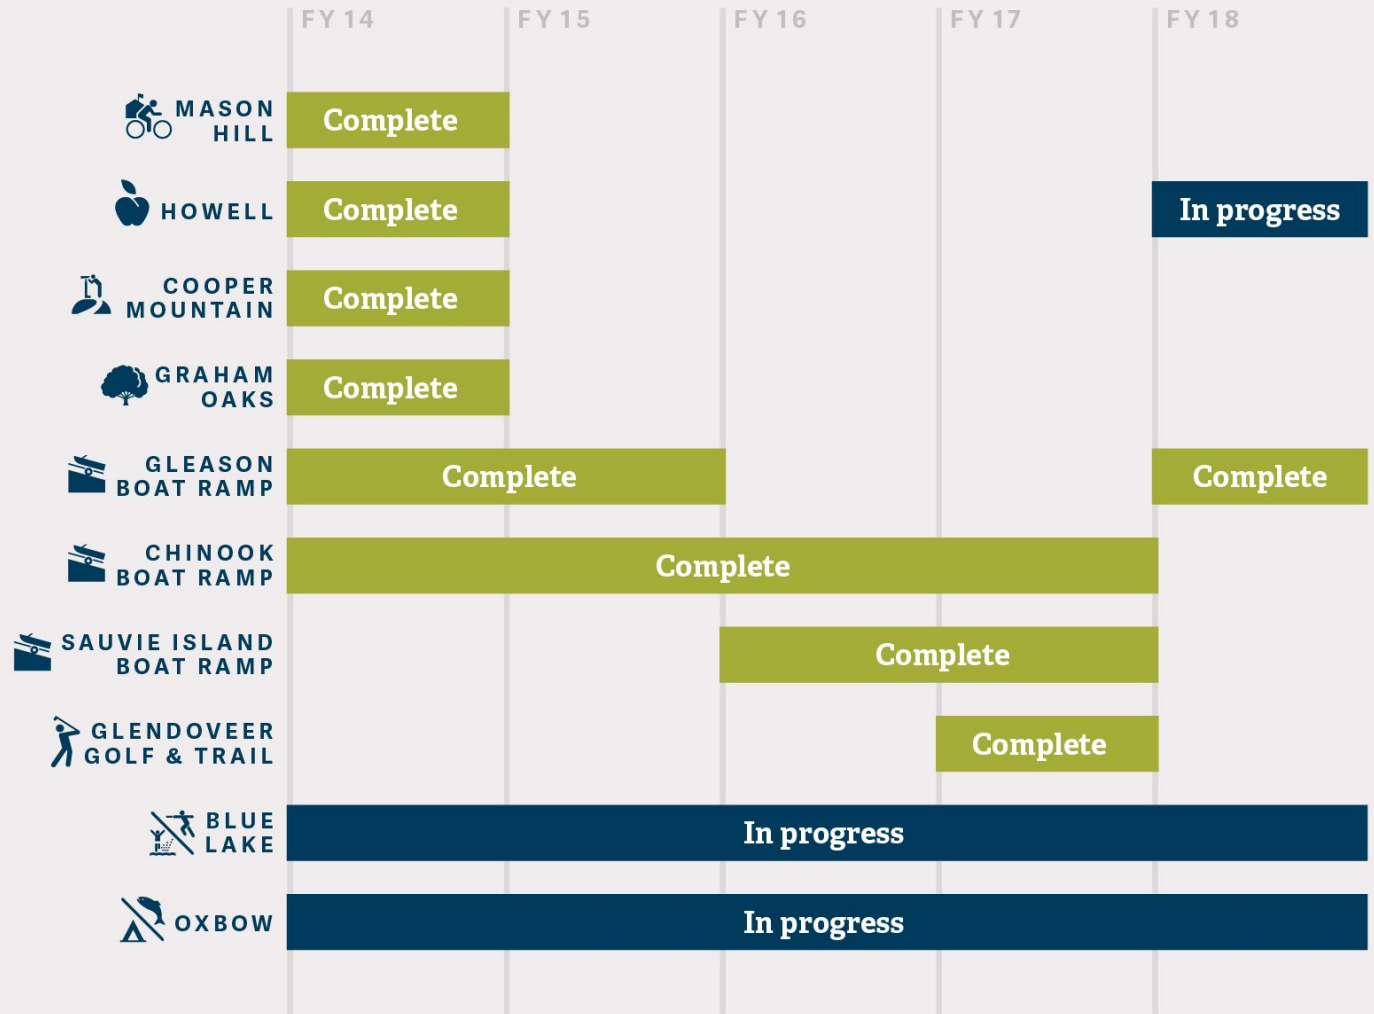 FY 14 FY 15 FY 16 FY 17 FY 18
MASON
HILL
Complete
HOWELL
Complete
In progress
COOPER
MOUNTAIN
Complete
GRAHAM
OAKS
Complete
GLEASON
BOAT RAMP
Complete
Complete
CHINOOK
BOAT RAMP
Complete
SAUVIE ISLAND
BOAT RAMP
Complete
GLENDOVEER
GOLF & TRAIL
Complete
BLUE
LAKE
In progress
OXBOW
In progress